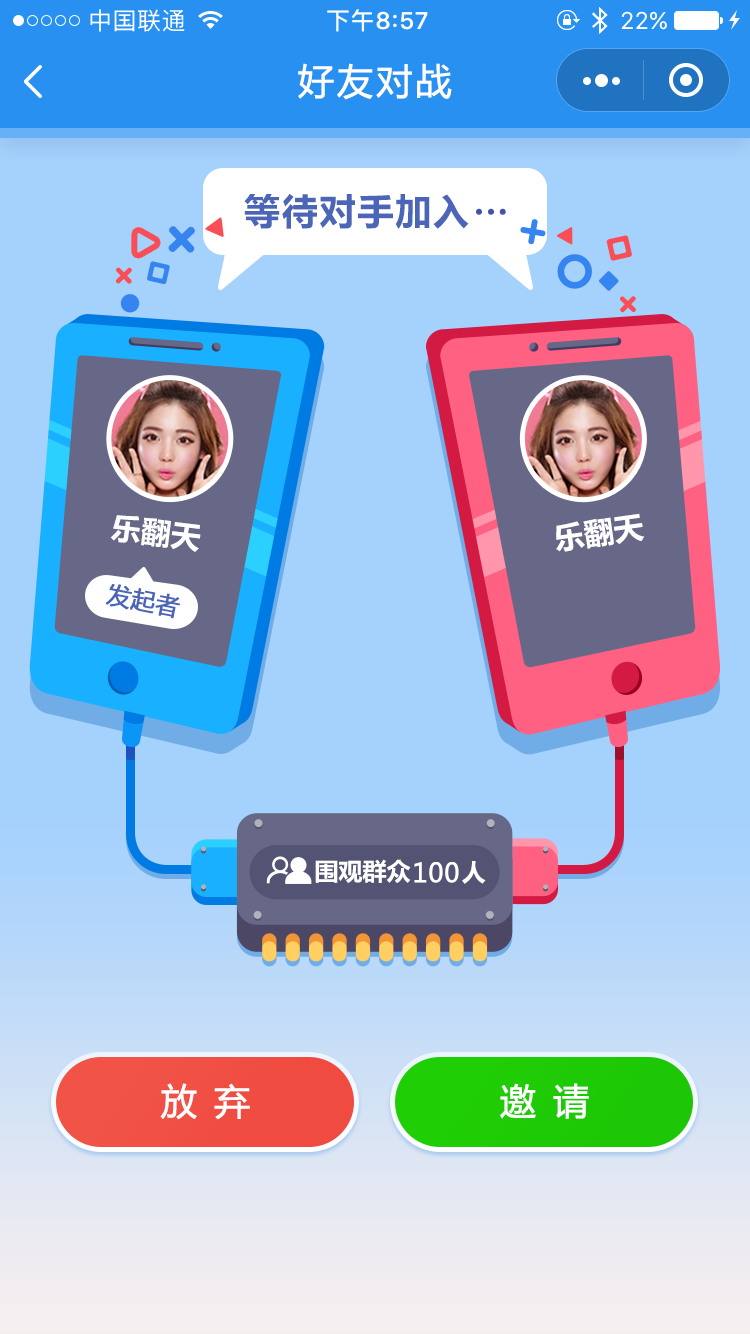 中国联通 下午8:57 22%
好友对战
等待对手加入…
乐翻天 乐翻天
发起者
围观群众100人
放弃 邀请